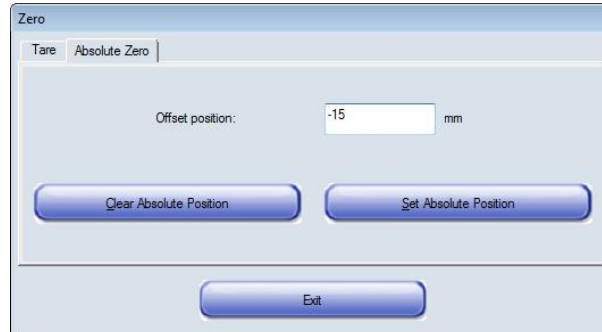 Zero
Tare Absolute Zero
Offset position: -15 mm
Clear Absolute Position Set Absolute Position
Exit